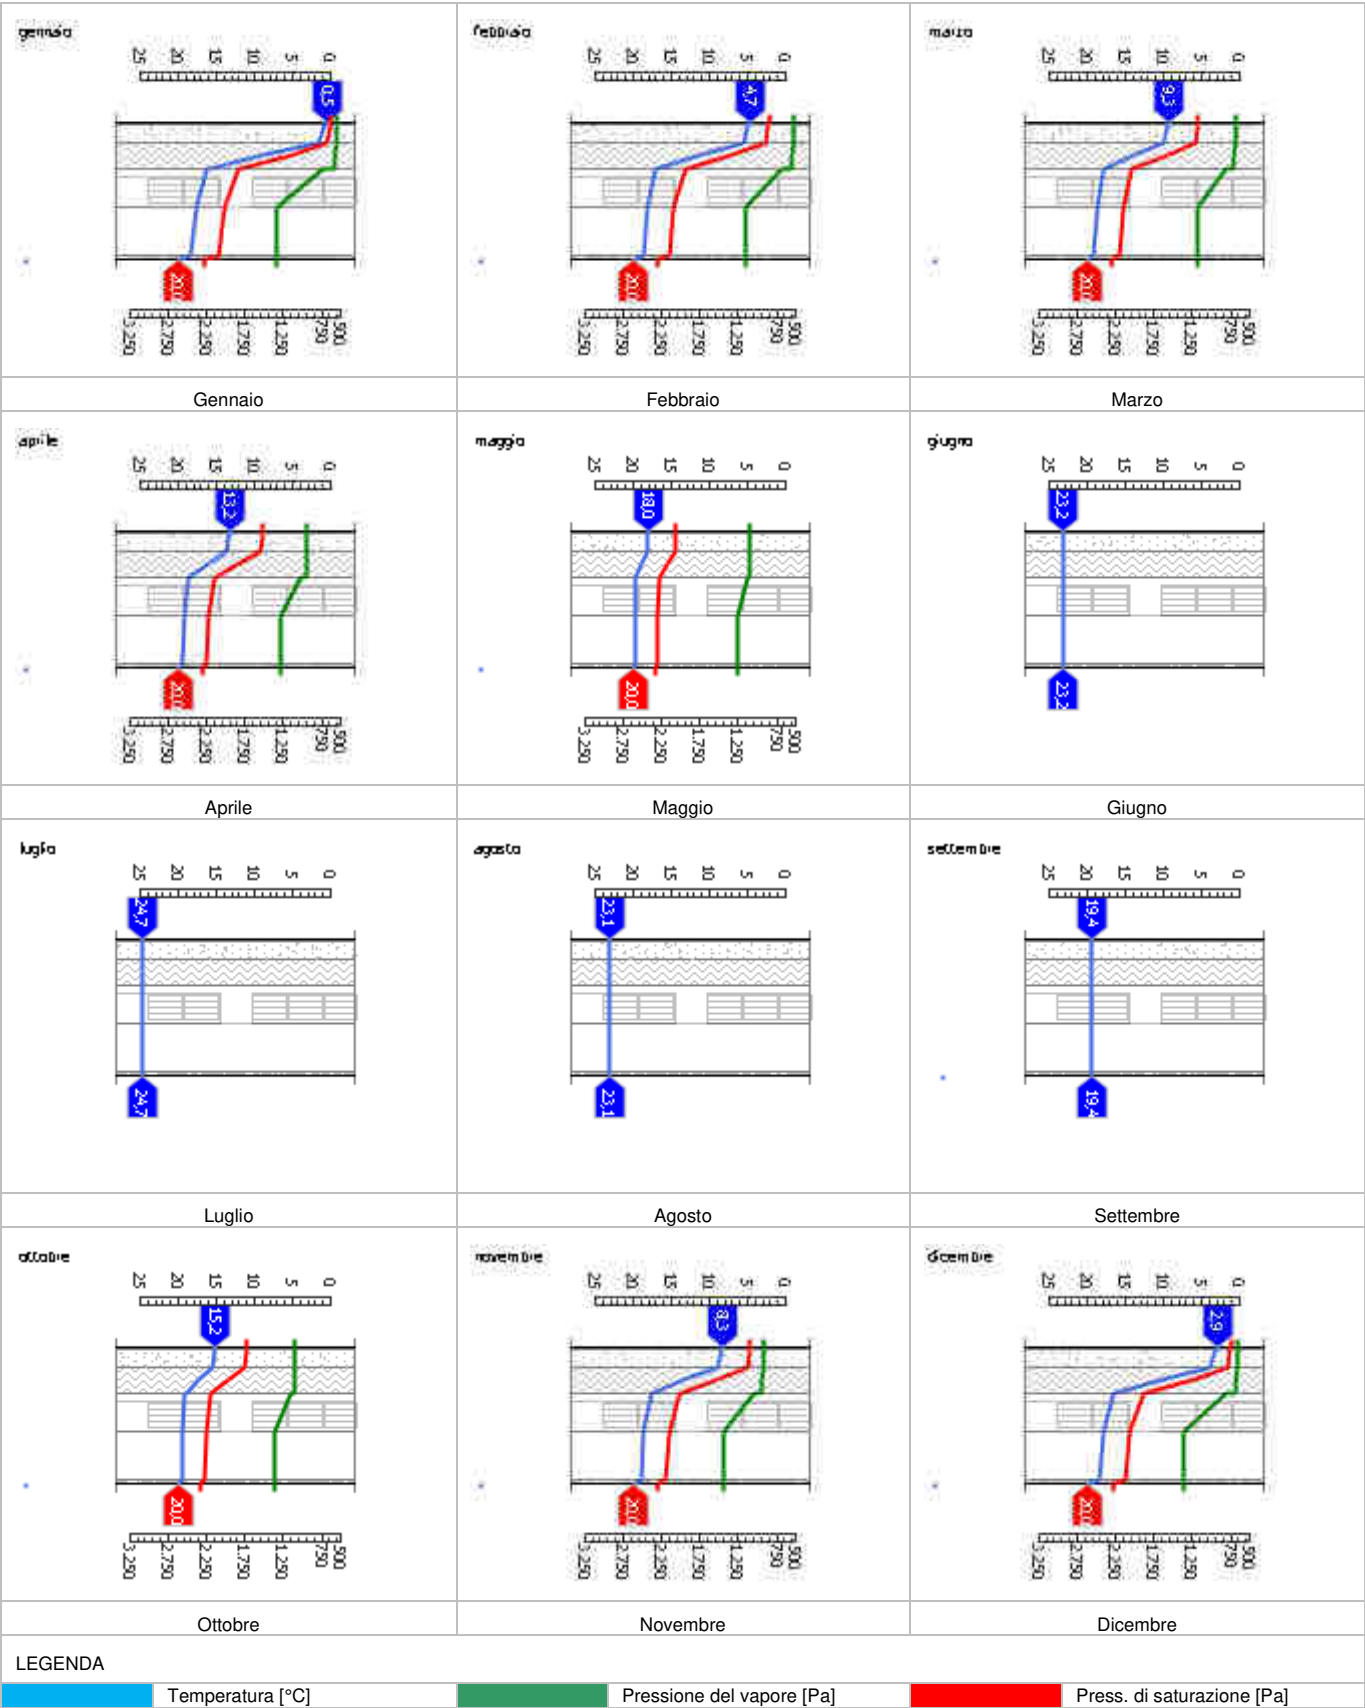 gennaio febbraio marzo
25 20 15 10 5 0 25 20 15 10 5 0 25 20 15 10 5 0
0,5 4,7 9,3
20,0 20,0 20,0
3.250 2.750 2.250 1.750 1.250 750 500 3.250 2.750 2.250 1.750 1.250 750 500 3.250 2.750 2.250 1.750 1.250 750 500
Gennaio Febbraio Marzo
aprile maggio giugno
25 20 15 10 5 0 25 20 15 10 5 0 25 20 15 10 5 0
13,2 18,0 23,2
20,0 20,0 23,2
3.250 2.750 2.250 1.750 1.250 750 500 3.250 2.750 2.250 1.750 1.250 750 500
Aprile Maggio Giugno
luglio agosto settembre
25 20 15 10 5 0 25 20 15 10 5 0 25 20 15 10 5 0
24,7 23,1 19,4
24,7 23,1 19,4
Luglio Agosto Settembre
ottobre novembre dicembre
25 20 15 10 5 0 25 20 15 10 5 0 25 20 15 10 5 0
15,2 8,3 2,9
20,0 20,0 20,0
3.250 2.750 2.250 1.750 1.250 750 500 3.250 2.750 2.250 1.750 1.250 750 500 3.250 2.750 2.250 1.750 1.250 750 500
Ottobre Novembre Dicembre
LEGENDA
Temperatura [°C] Pressione del vapore [Pa] Press. di saturazione [Pa]